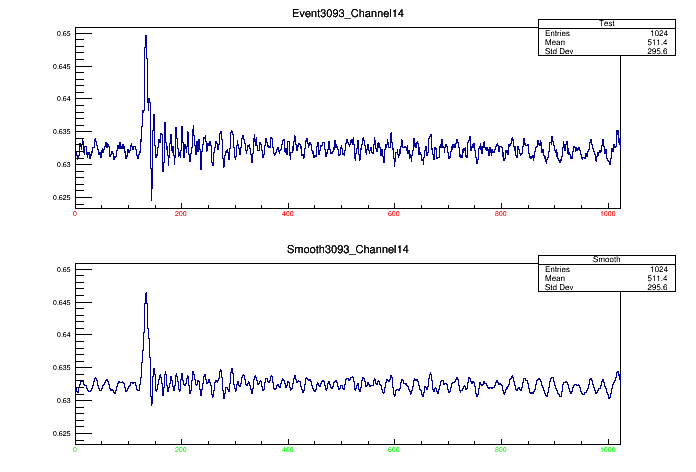 Event3093_Channel14
Test
Entries 1024
Mean 511.4
Std Dev 295.6
0.65
0.645
0.64
0.635
0.63
0.625
0 200 400 600 800 1000
Smooth3093_Channel14
Smooth
Entries 1024
Mean 511.4
Std Dev 295.6
0.65
0.645
0.64
0.635
0.63
0.625
0 200 400 600 800 1000